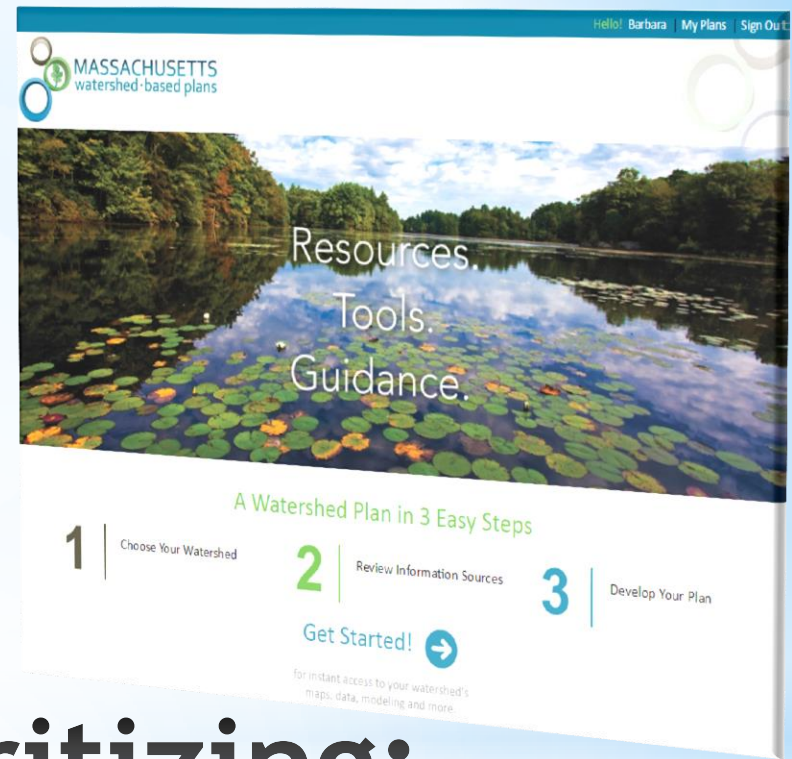 Hello! Barbara | My Plans | Sign Out
MASSACHUSETTS
watershed·based plans
Resources.
Tools.
Guidance.
A Watershed Plan in 3 Easy Steps
1 Choose Your Watershed
2 Review Information Sources
3 Develop Your Plan
Get Started!
for instant access to your watershed's
maps, data, modeling and more.